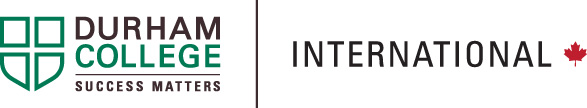 DURHAM
COLLEGE
SUCCESS MATTERS
INTERNATIONAL